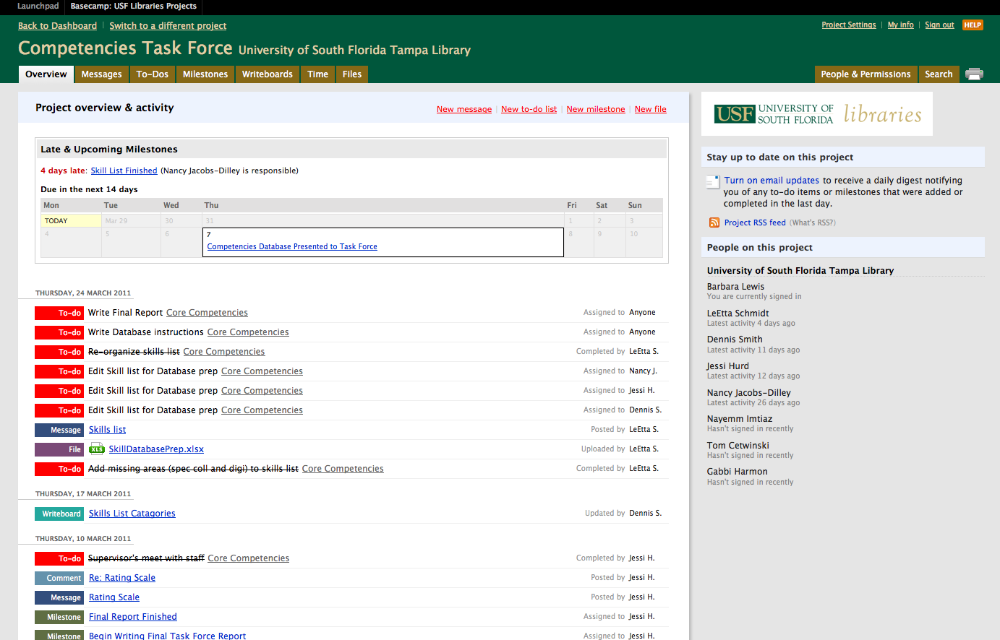 Launchpad Basecamp: USF Libraries Projects
Back to Dashboard | Switch to a different project
Project Settings | My info | Sign out HELP
Competencies Task Force University of South Florida Tampa Library
Overview Messages To-Dos Milestones Writeboards Time Files
People & Permissions Search
Project overview & activity
New message | New to-do list | New milestone | New file
Late & Upcoming Milestones
4 days late: Skill List Finished (Nancy Jacobs-Dilley is responsible)
Due in the next 14 days
Mon Tue Wed Thu Fri Sat Sun
TODAY Mar 29 30 31 1 2 3
4 5 6 7 8 9 10
Competencies Database Presented to Task Force
THURSDAY, 24 MARCH 2011
To-do Write Final Report Core Competencies Assigned to Anyone
To-do Write Database instructions Core Competencies Assigned to Anyone
To-do Re-organize skills list Core Competencies Completed by LeEtta S.
To-do Edit Skill list for Database prep Core Competencies Assigned to Nancy J.
To-do Edit Skill list for Database prep Core Competencies Assigned to Jessi H.
To-do Edit Skill list for Database prep Core Competencies Assigned to Dennis S.
Message Skills list Posted by LeEtta S.
File XLS SkillDatabasePrep.xlsx Uploaded by LeEtta S.
To-do Add missing areas (spec coll and digi) to skills list Core Competencies Completed by LeEtta S.
THURSDAY, 17 MARCH 2011
Writeboard Skills List Catagories Updated by Dennis S.
THURSDAY, 10 MARCH 2011
To-do Supervisor's meet with staff Core Competencies Completed by Jessi H.
Comment Re: Rating Scale Posted by Jessi H.
Message Rating Scale Posted by Jessi H.
Milestone Final Report Finished Assigned to Jessi H.
Milestone Begin Writing Final Task Force Report Assigned to Jessi H.
USF UNIVERSITY OF
SOUTH FLORIDA libraries
Stay up to date on this project
Turn on email updates to receive a daily digest notifying
you of any to-do items or milestones that were added or
completed in the last day.
Project RSS feed (What's RSS?)
People on this project
University of South Florida Tampa Library
Barbara Lewis
You are currently signed in
LeEtta Schmidt
Latest activity 4 days ago
Dennis Smith
Latest activity 11 days ago
Jessi Hurd
Latest activity 12 days ago
Nancy Jacobs-Dilley
Latest activity 26 days ago
Nayemm Imtiaz
Hasn't signed in recently
Tom Cetwinski
Hasn't signed in recently
Gabbi Harmon
Hasn't signed in recently